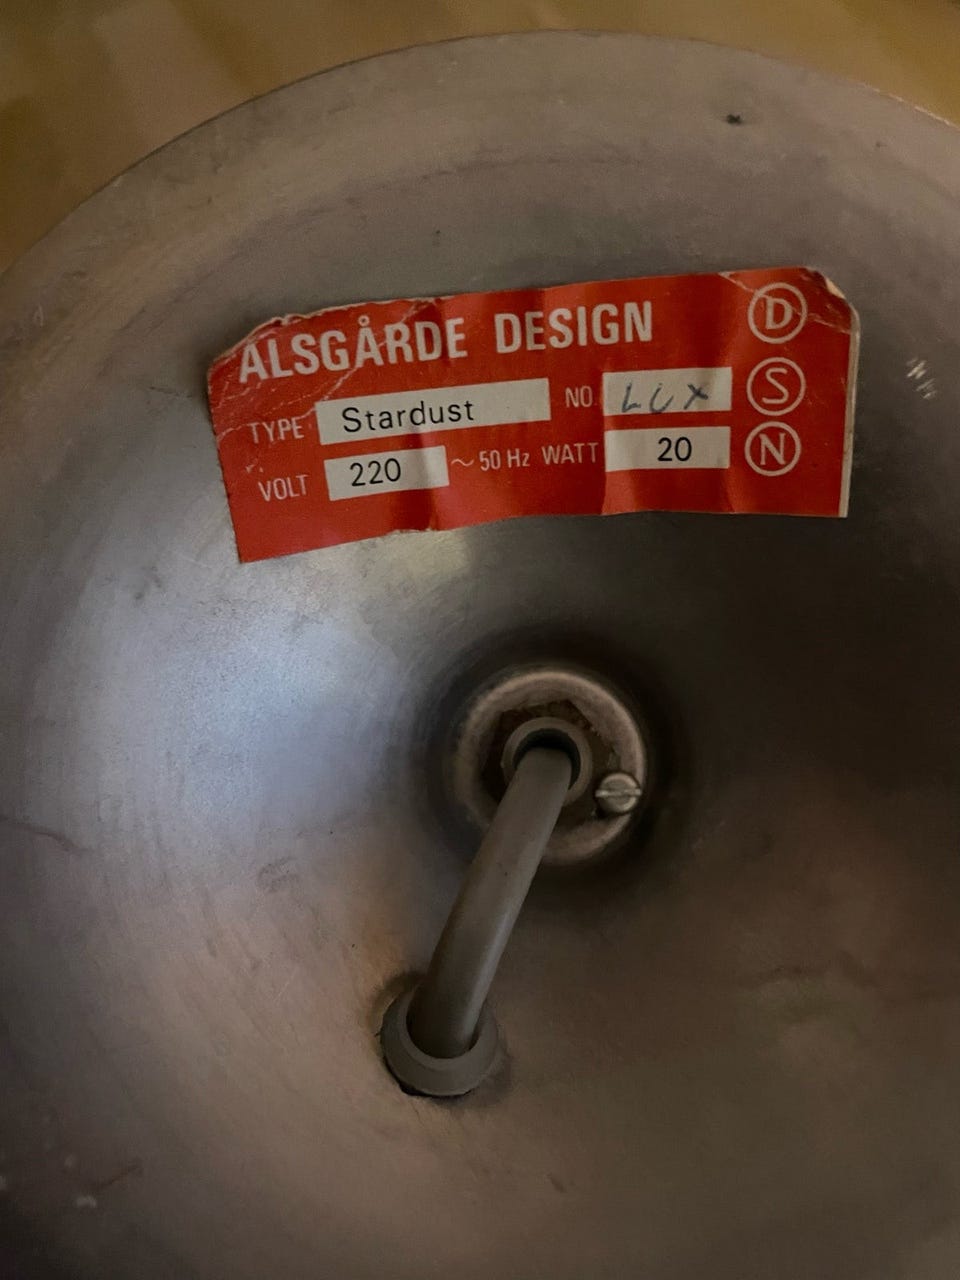 ALSGÅRDE DESIGN
TYPE Stardust NO. LUX
VOLT 220 ~ 50 Hz WATT 20
D
S
N